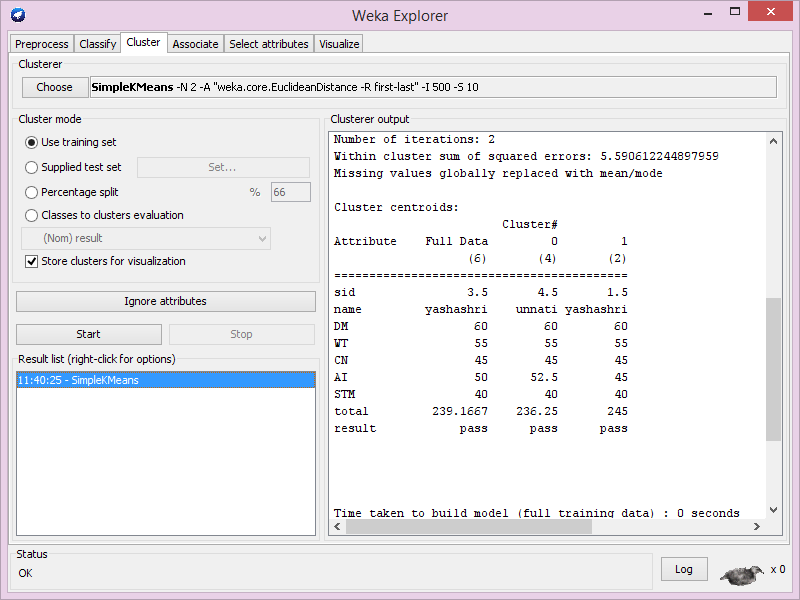 Weka Explorer
Preprocess Classify Cluster Associate Select attributes Visualize
Clusterer
Choose SimpleKMeans -N 2 -A "weka.core.EuclideanDistance -R first-last" -I 500 -S 10
Cluster mode
Use training set
Supplied test set Set...
Percentage split % 66
Classes to clusters evaluation
(Nom) result
Store clusters for visualization
Ignore attributes
Start Stop
Result list (right-click for options)
11:40:25 - SimpleKMeans
Clusterer output
Number of iterations: 2
Within cluster sum of squared errors: 5.590612244897959
Missing values globally replaced with mean/mode
Cluster centroids:
Cluster#
Attribute Full Data 0 1
(6) (4) (2)
==========================================
sid 3.5 4.5 1.5
name yashashri unnati yashashri
DM 60 60 60
WT 55 55 55
CN 45 45 45
AI 50 52.5 45
STM 40 40 40
total 239.1667 236.25 245
result pass pass pass
Time taken to build model (full training data) : 0 seconds
Status
OK
Log x 0